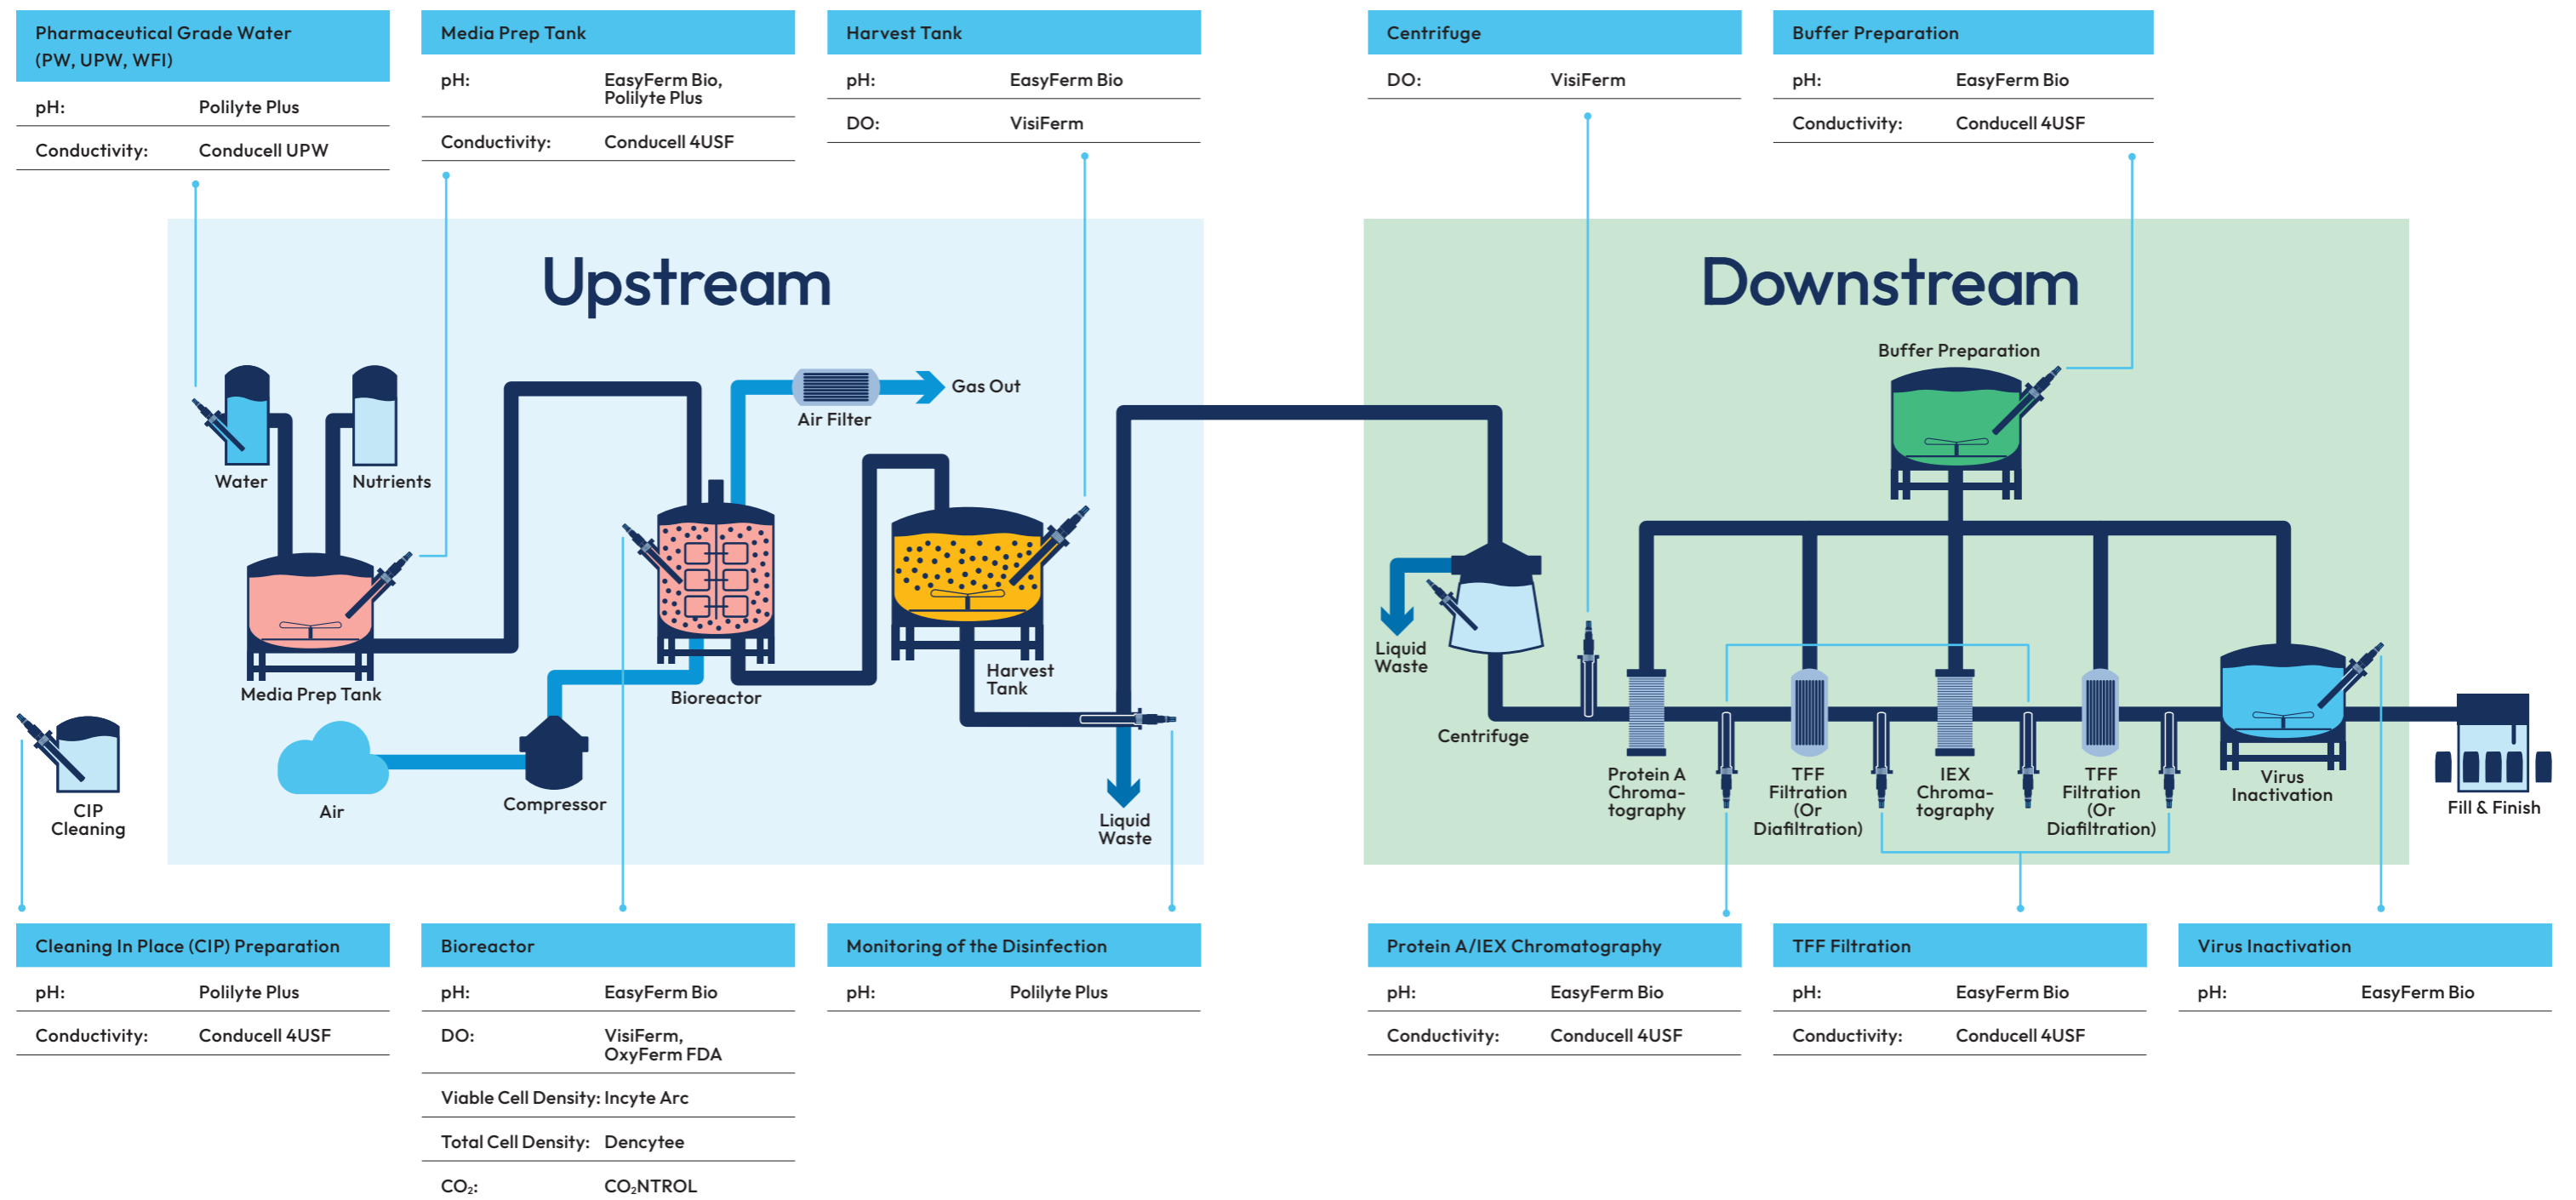 Pharmaceutical Grade Water
(PW, UPW, WFI)
pH: Polilyte Plus
Conductivity: Conducell UPW
Media Prep Tank
pH: EasyFerm Bio,
Polilyte Plus
Conductivity: Conducell 4USF
Harvest Tank
pH: EasyFerm Bio
DO: VisiFerm
Centrifuge
DO: VisiFerm
Buffer Preparation
pH: EasyFerm Bio
Conductivity: Conducell 4USF
Upstream
Water
Nutrients
Air Filter
Gas Out
Media Prep Tank
Bioreactor
Harvest
Tank
Air
Compressor
Liquid
Waste
CIP
Cleaning
Downstream
Buffer Preparation
Liquid
Waste
Centrifuge
Protein A
Chroma-
tography
TFF
Filtration
(Or
Diafiltration)
IEX
Chroma-
tography
TFF
Filtration
(Or
Diafiltration)
Virus
Inactivation
Fill & Finish
Cleaning In Place (CIP) Preparation
pH: Polilyte Plus
Conductivity: Conducell 4USF
Bioreactor
pH: EasyFerm Bio
DO: VisiFerm,
OxyFerm FDA
Viable Cell Density: Incyte Arc
Total Cell Density: Dencytee
CO₂: CO₂NTROL
Monitoring of the Disinfection
pH: Polilyte Plus
Protein A/IEX Chromatography
pH: EasyFerm Bio
Conductivity: Conducell 4USF
TFF Filtration
pH: EasyFerm Bio
Conductivity: Conducell 4USF
Virus Inactivation
pH: EasyFerm Bio